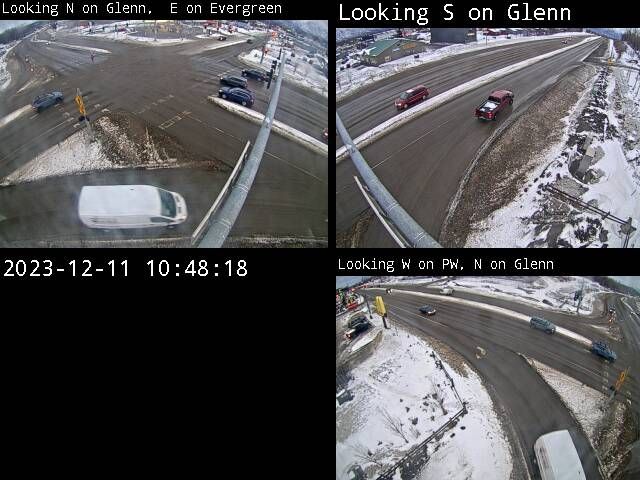 Looking N on Glenn,  E on Evergreen
Looking S on Glenn
2023-12-11 10:48:18
Looking W on PW, N on Glenn